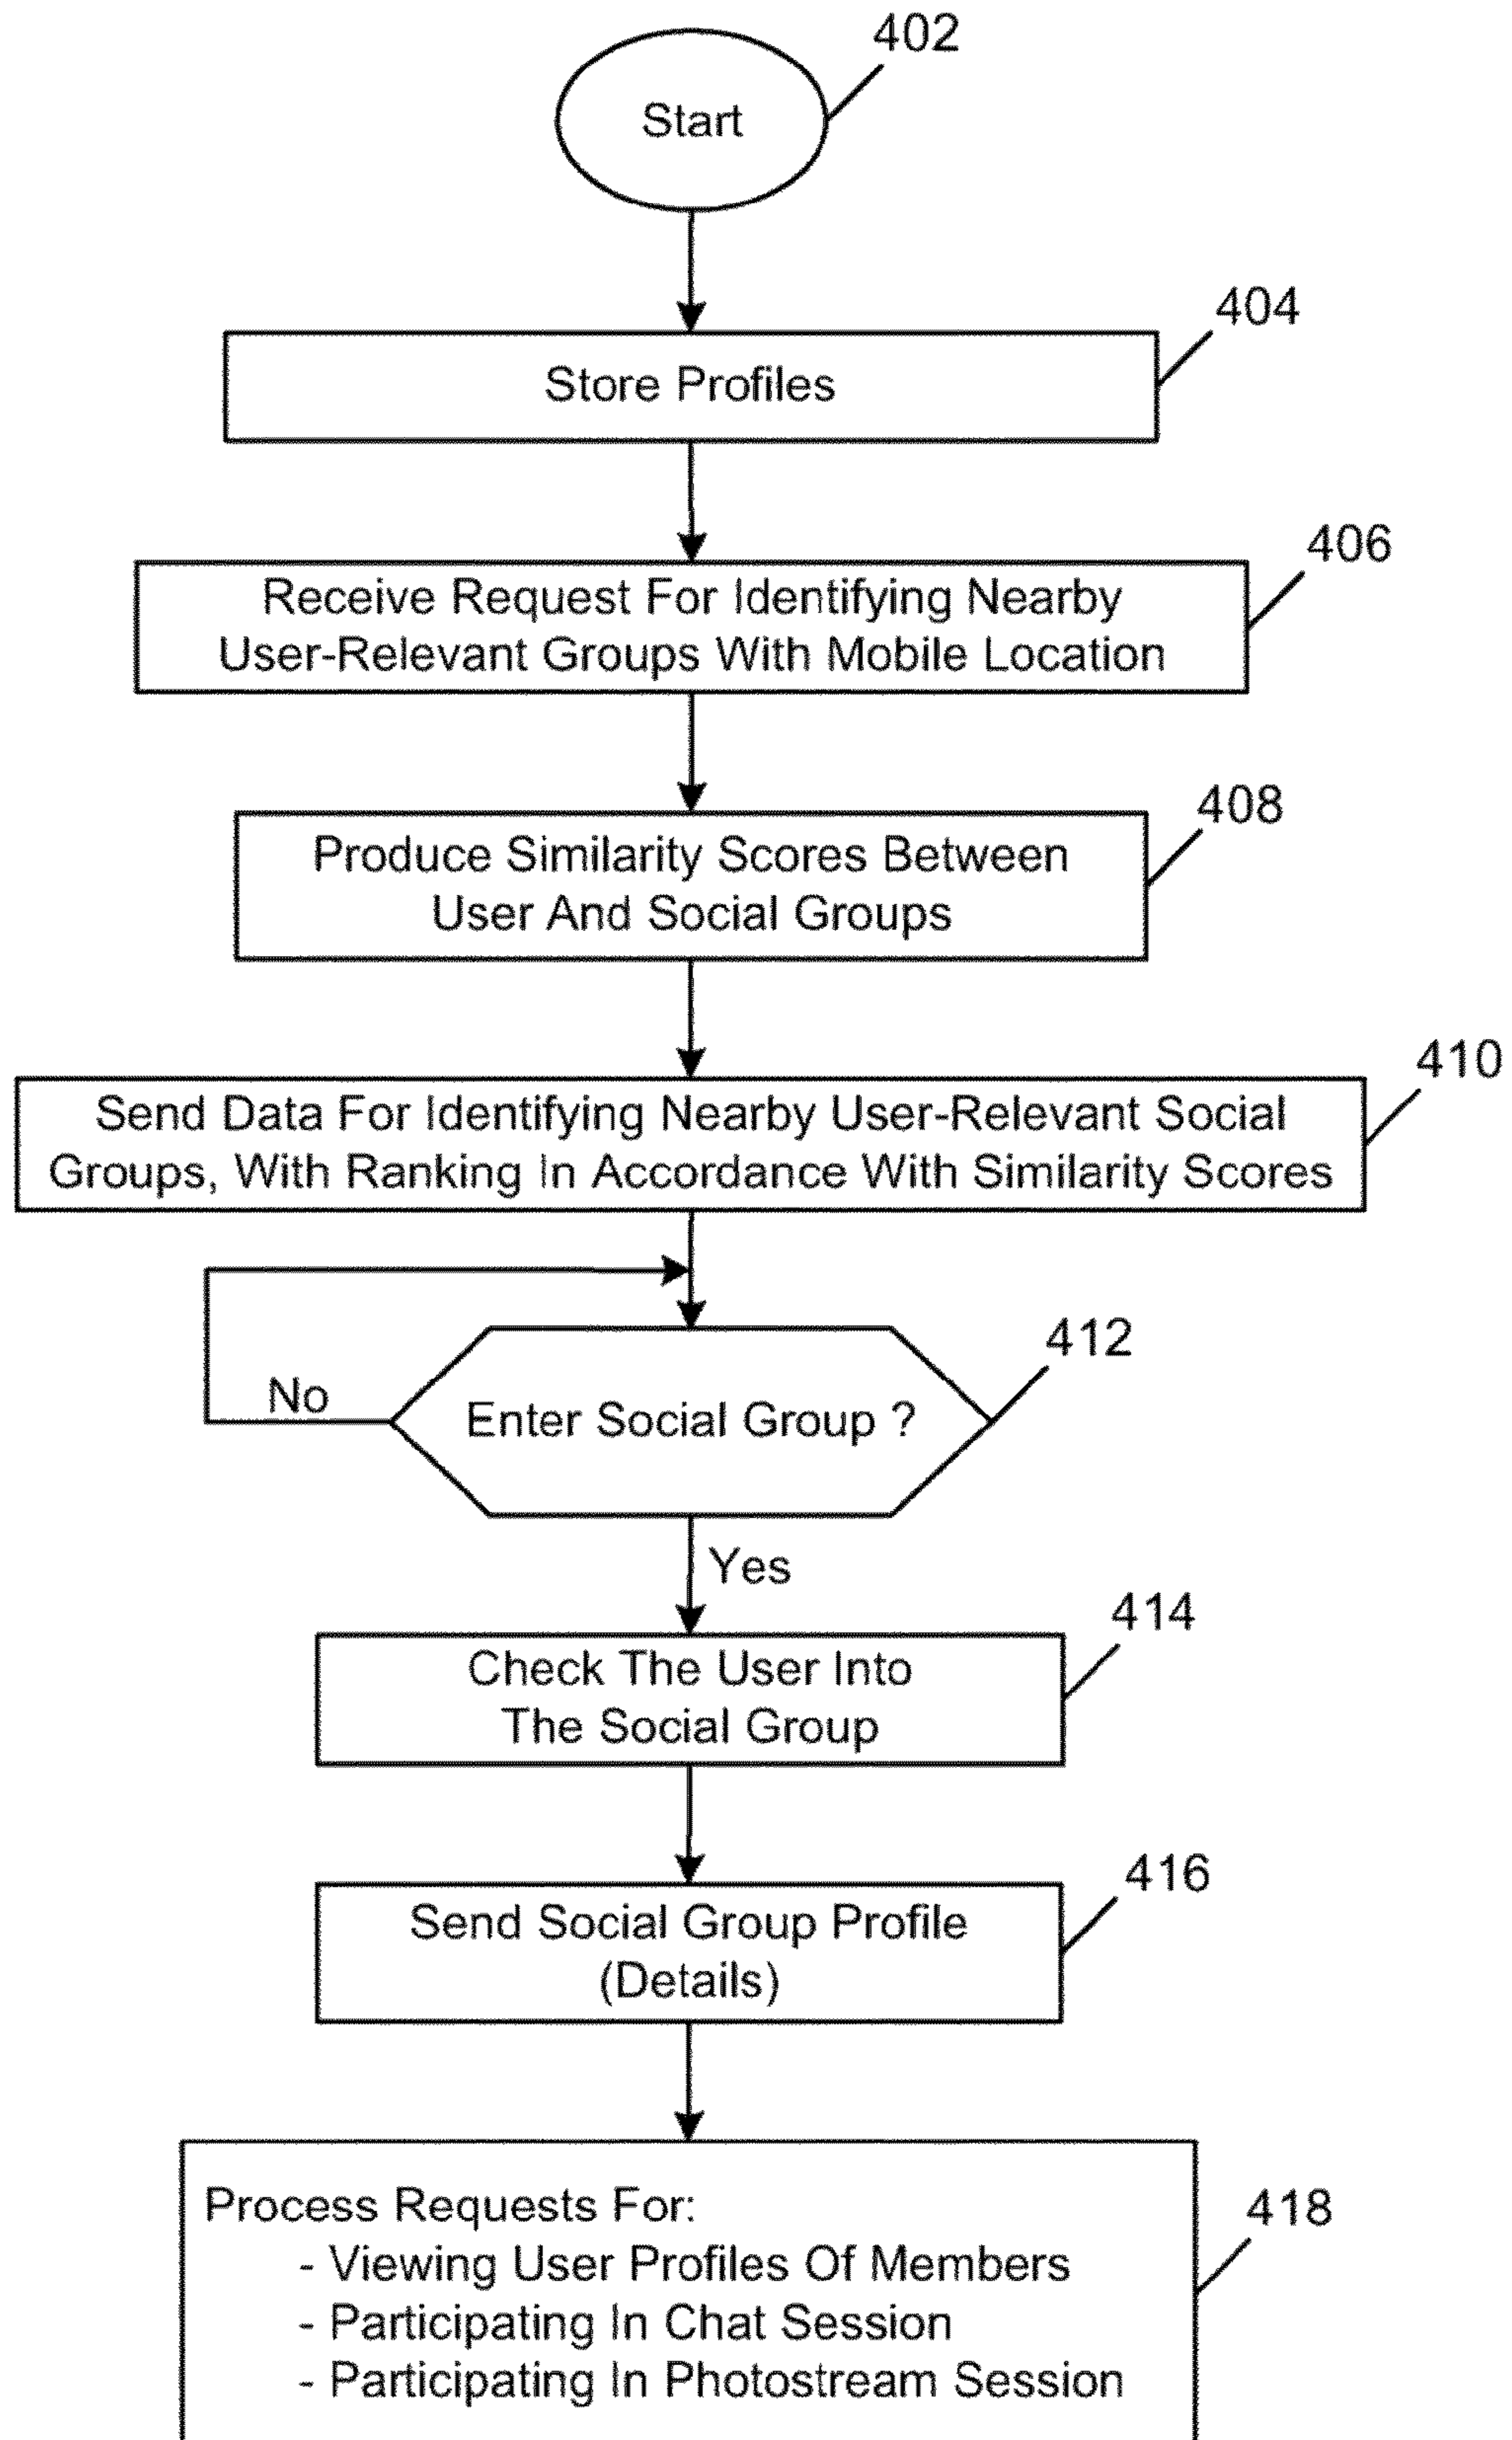 402
Start
404
Store Profiles
406
Receive Request For Identifying Nearby
User-Relevant Groups With Mobile Location
408
Produce Similarity Scores Between
User And Social Groups
410
Send Data For Identifying Nearby User-Relevant Social
Groups, With Ranking In Accordance With Similarity Scores
412
No
Enter Social Group ?
Yes
414
Check The User Into
The Social Group
416
Send Social Group Profile
(Details)
418
Process Requests For:
- Viewing User Profiles Of Members
- Participating In Chat Session
- Participating In Photostream Session